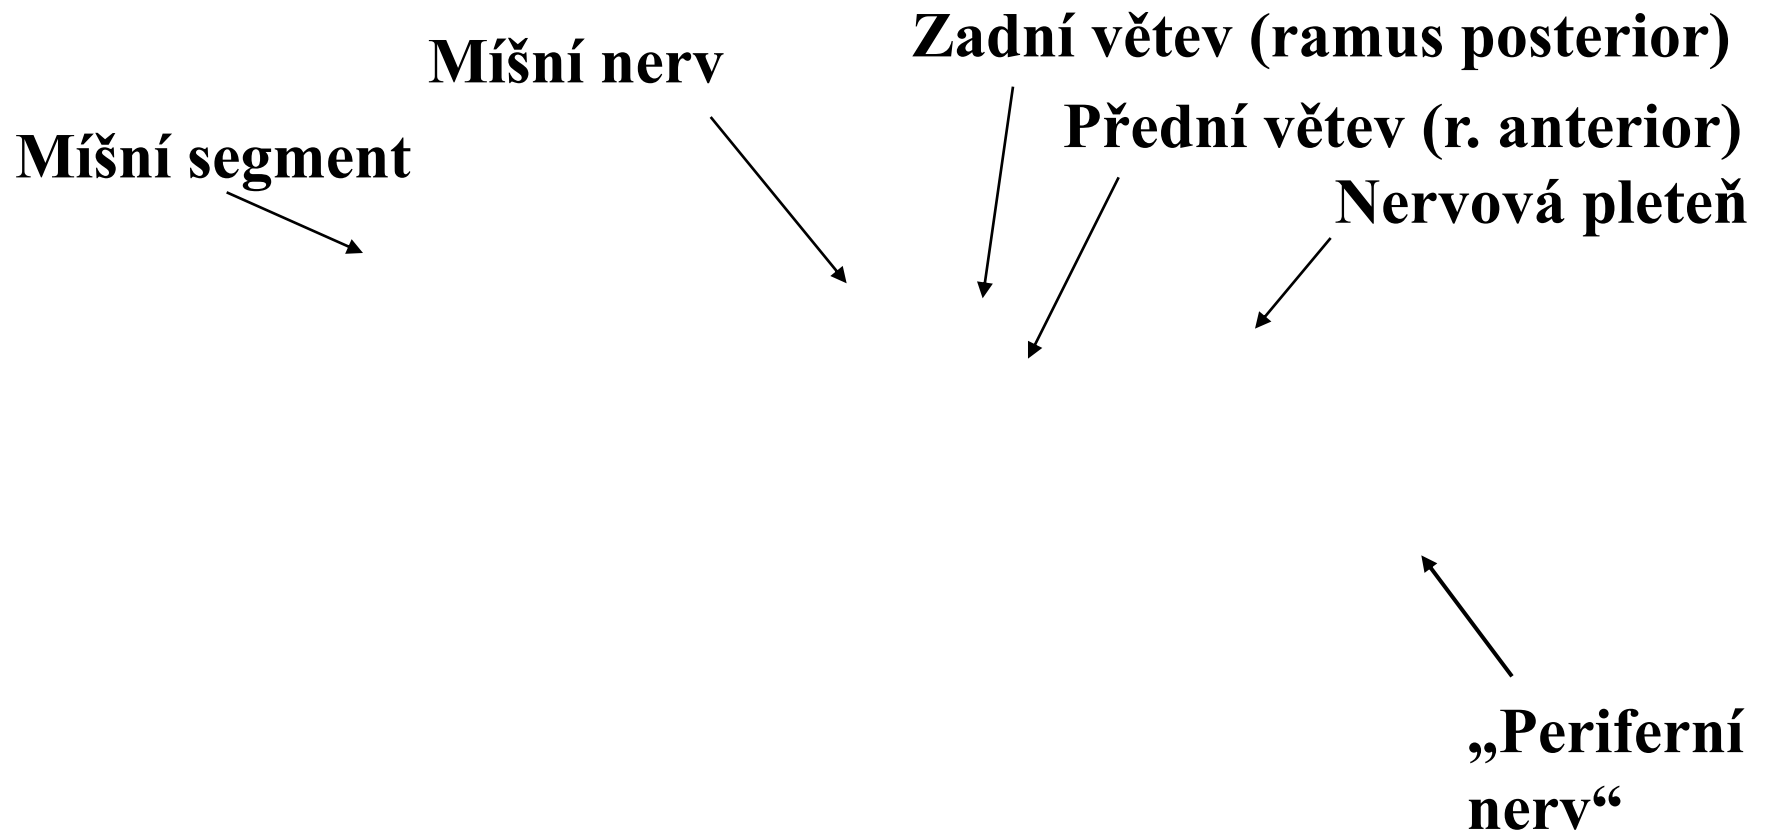 Zadní větev (ramus posterior)
Míšní nerv
Přední větev (r. anterior)
Míšní segment
Nervová pleteň
„Periferní
nerv“